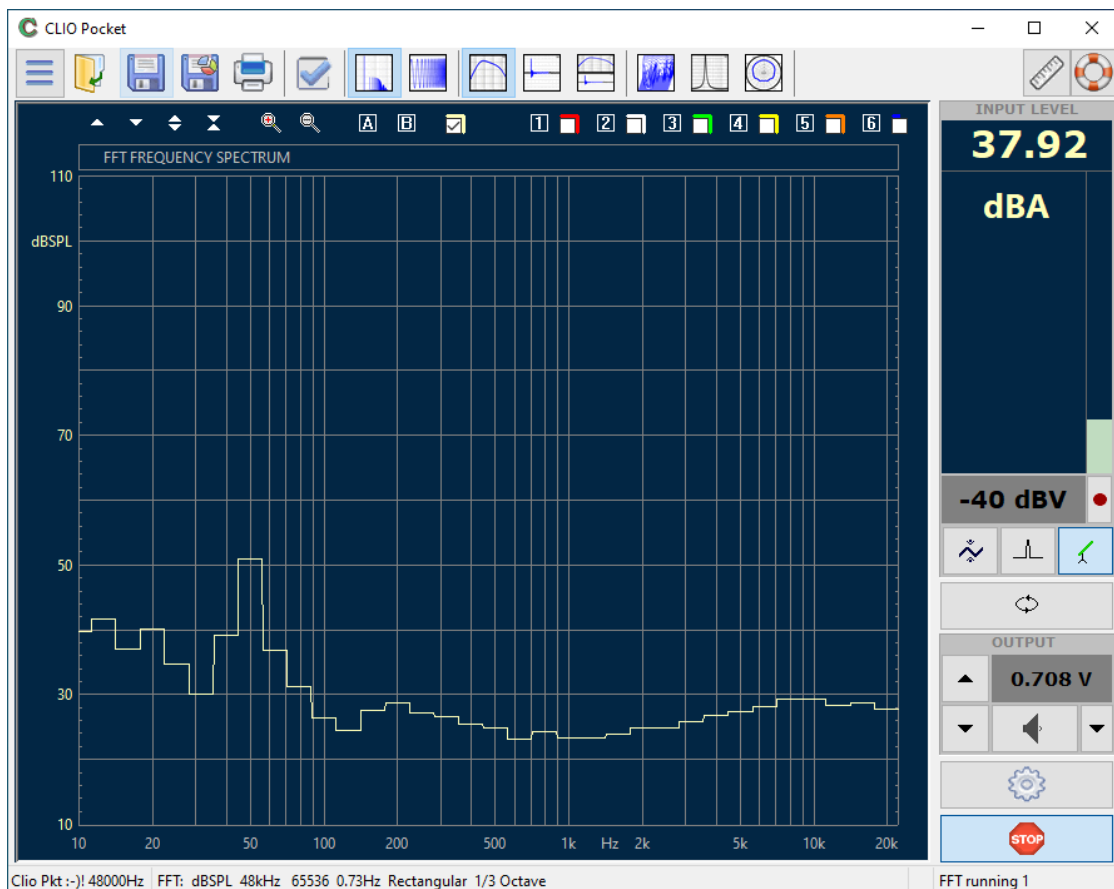 CLIO Pocket
A B 1 2 3 4 5 6
FFT FREQUENCY SPECTRUM
110
dBSPL
90
70
50
30
10
10 20 50 100 200 500 1k Hz 2k 5k 10k 20k
INPUT LEVEL
37.92
dBA
-40 dBV
OUTPUT
0.708 V
STOP
Clio Pkt :-)! 48000Hz FFT: dBSPL 48kHz 65536 0.73Hz Rectangular 1/3 Octave FFT running 1